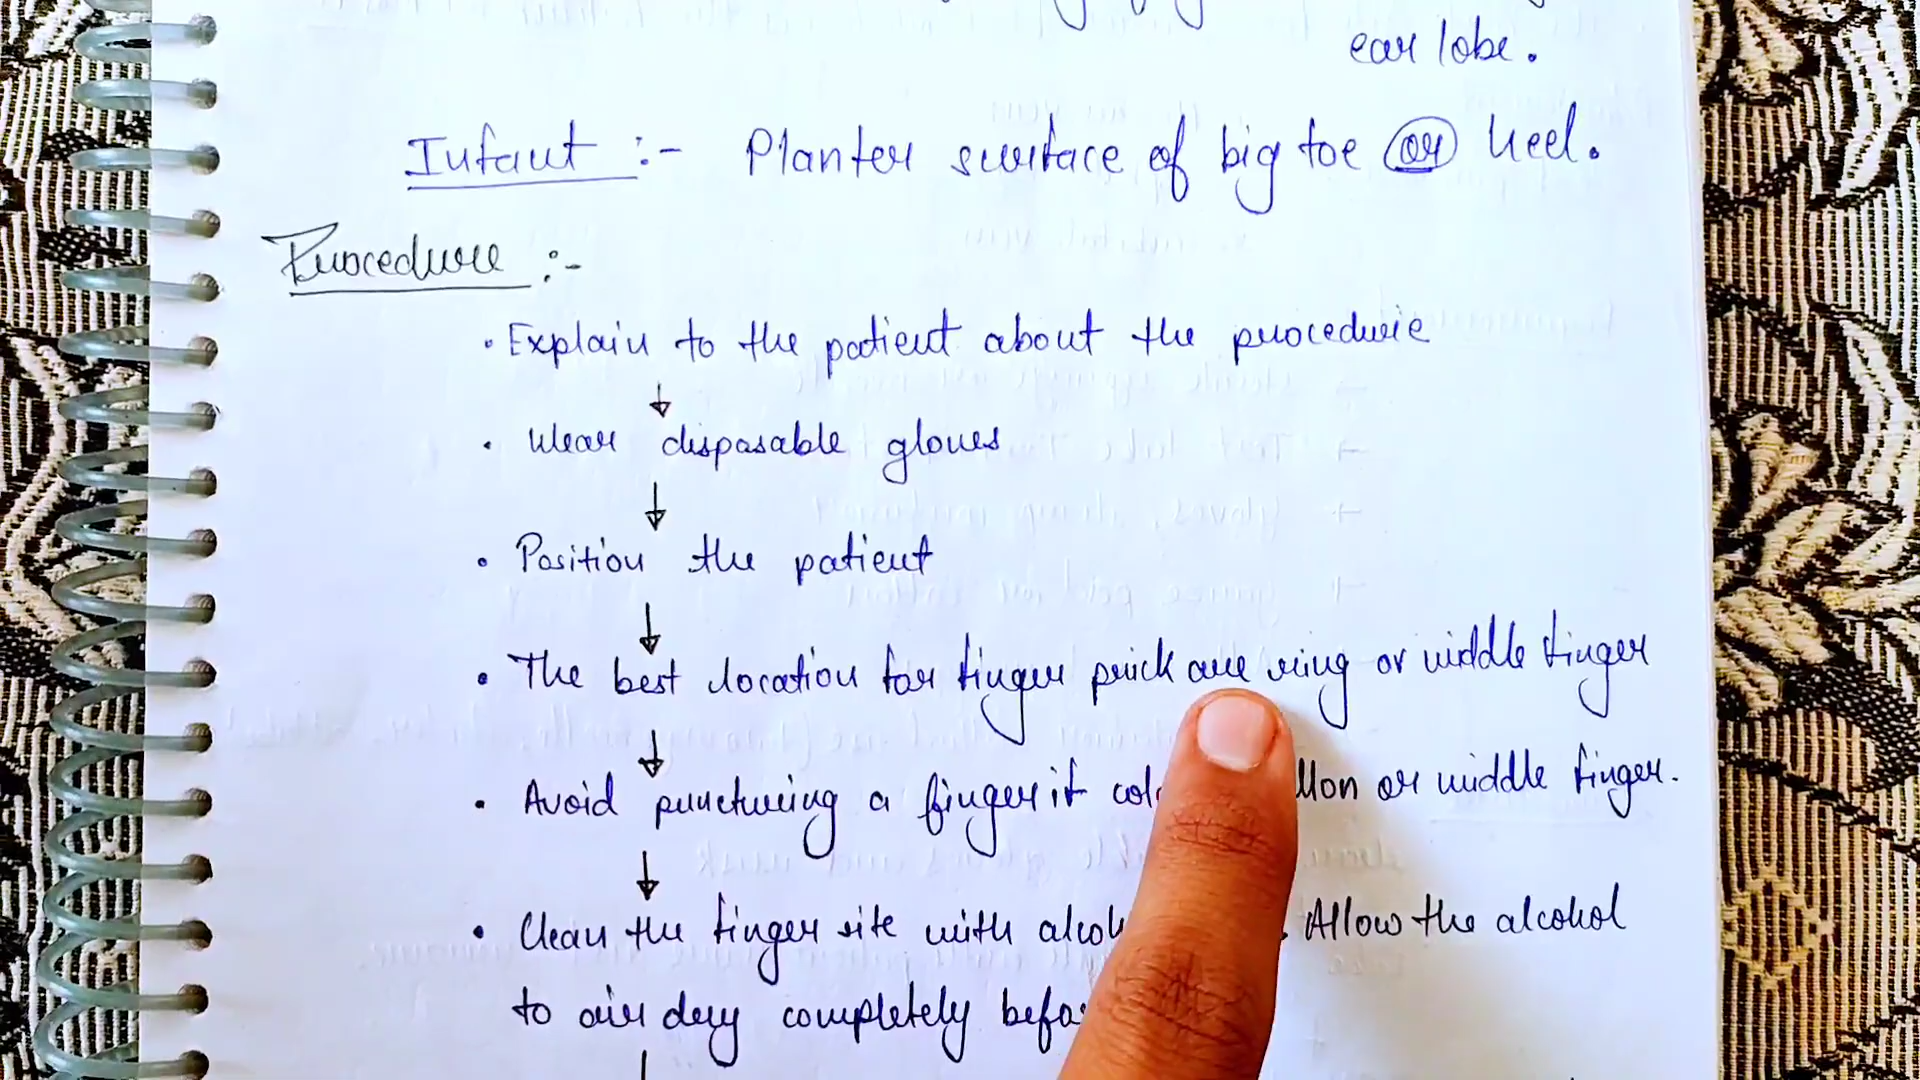 ear lobe.
Infant :- Planter surface of big toe or heel.
Procedure :-
• Explain to the patient about the procedure
• Wear disposable gloves
• Position the patient
• The best location for finger prick are ring or middle finger
• Avoid puncturing a finger if or middle finger.
• Clean the finger site with . Allow the alcohol
to air dry completely